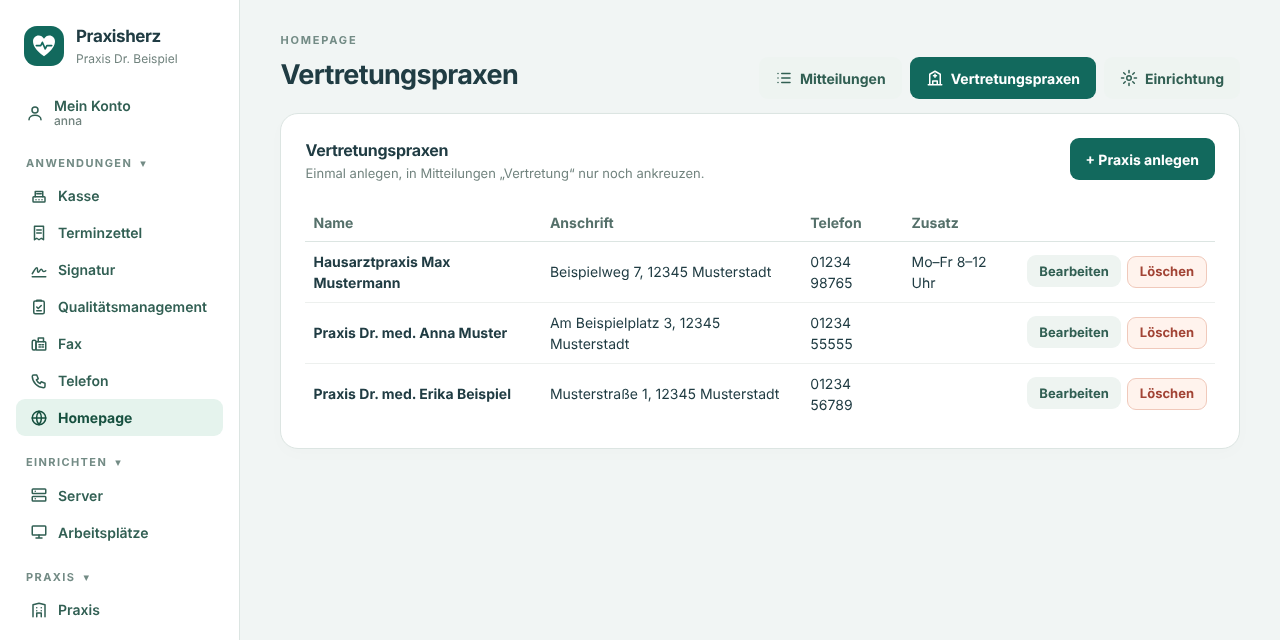 Praxisherz
Praxis Dr. Beispiel
Mein Konto
anna
ANWENDUNGEN ▾
Kasse
Terminzettel
Signatur
Qualitätsmanagement
Fax
Telefon
Homepage
EINRICHTEN ▾
Server
Arbeitsplätze
PRAXIS ▾
Praxis
HOMEPAGE
Vertretungspraxen
Mitteilungen
Vertretungspraxen
Einrichtung
Vertretungspraxen
Einmal anlegen, in Mitteilungen „Vertretung“ nur noch ankreuzen.
+ Praxis anlegen
Name Anschrift Telefon Zusatz
Hausarztpraxis Max
Mustermann
Beispielweg 7, 12345 Musterstadt
01234
98765
Mo–Fr 8–12
Uhr
Bearbeiten Löschen
Praxis Dr. med. Anna Muster
Am Beispielplatz 3, 12345
Musterstadt
01234
55555
Bearbeiten Löschen
Praxis Dr. med. Erika Beispiel
Musterstraße 1, 12345 Musterstadt
01234
56789
Bearbeiten Löschen